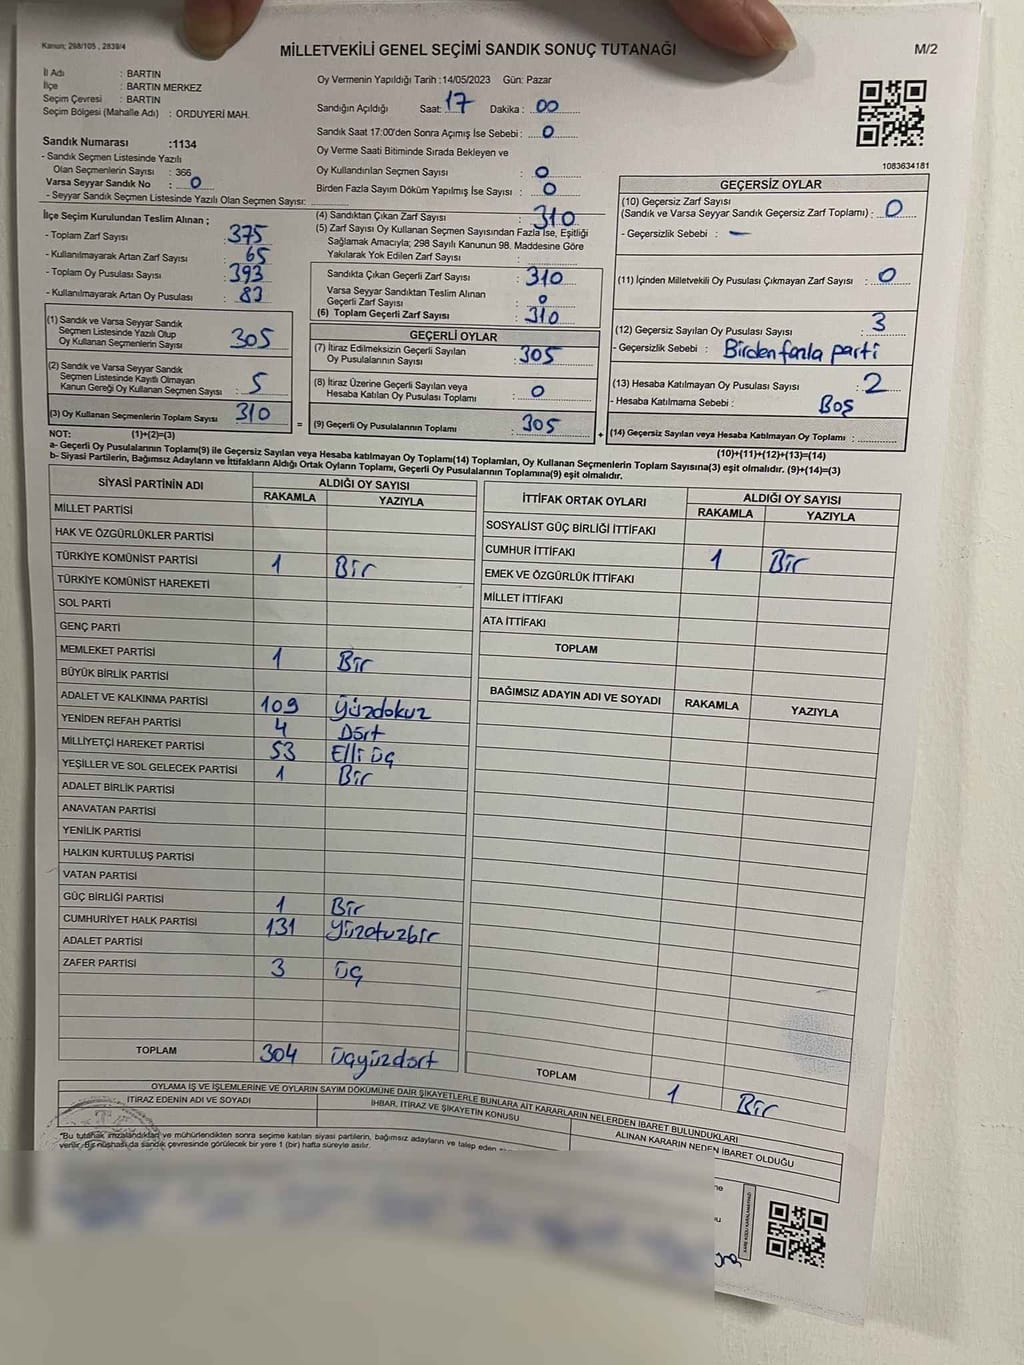 Kanun; 298/105 , 2839/4
MİLLETVEKİLİ GENEL SEÇİMİ SANDIK SONUÇ TUTANAĞI
M/2
İl Adı : BARTIN
İlçe : BARTIN MERKEZ
Seçim Çevresi : BARTIN
Seçim Bölgesi (Mahalle Adı) : ORDUYERİ MAH.
Sandık Numarası :1134
- Sandık Seçmen Listesinde Yazılı
Olan Seçmenlerin Sayısı : 366
Varsa Seyyar Sandık No : 0
- Seyyar Sandık Seçmen Listesinde Yazılı Olan Seçmen Sayısı:
Oy Vermenin Yapıldığı Tarih :14/05/2023 Gün: Pazar
Sandığın Açıldığı Saat: 17 Dakika : 00
Sandık Saat 17:00'den Sonra Açımış İse Sebebi : 0
Oy Verme Saati Bitiminde Sırada Bekleyen ve
Oy Kullandırılan Seçmen Sayısı : 0
Birden Fazla Sayım Döküm Yapılmış İse Sayısı : 0
1083634181
İlçe Seçim Kurulundan Teslim Alınan ;
- Toplam Zarf Sayısı : 375
- Kullanılmayarak Artan Zarf Sayısı : 65
- Toplam Oy Pusulası Sayısı : 393
- Kullanılmayarak Artan Oy Pusulası : 83
(1) Sandık ve Varsa Seyyar Sandık
Seçmen Listesinde Yazılı Olup
Oy Kullanan Seçmenlerin Sayısı : 305
(2) Sandık ve Varsa Seyyar Sandık
Seçmen Listesinde Kayıtlı Olmayan
Kanun Gereği Oy Kullanan Seçmen Sayısı : 5
(3) Oy Kullanan Seçmenlerin Toplam Sayısı : 310
(4) Sandıktan Çıkan Zarf Sayısı : 310
(5) Zarf Sayısı Oy Kullanan Seçmen Sayısından Fazla İse, Eşitliği
Sağlamak Amacıyla; 298 Sayılı Kanunun 98. Maddesine Göre
Yakılarak Yok Edilen Zarf Sayısı :
Sandıkta Çıkan Geçerli Zarf Sayısı : 310
Varsa Seyyar Sandıktan Teslim Alınan
Geçerli Zarf Sayısı : 0
(6) Toplam Geçerli Zarf Sayısı : 310
GEÇERLİ OYLAR
(7) İtiraz Edilmeksizin Geçerli Sayılan
Oy Pusulalarının Sayısı : 305
(8) İtiraz Üzerine Geçerli Sayılan veya
Hesaba Katılan Oy Pusulası Toplamı : 0
(9) Geçerli Oy Pusulalarının Toplamı : 305
GEÇERSİZ OYLAR
(10) Geçersiz Zarf Sayısı
(Sandık ve Varsa Seyyar Sandık Geçersiz Zarf Toplamı) : 0
- Geçersizlik Sebebi : —
(11) İçinden Milletvekili Oy Pusulası Çıkmayan Zarf Sayısı : 0
(12) Geçersiz Sayılan Oy Pusulası Sayısı : 3
- Geçersizlik Sebebi : Birden fazla parti
(13) Hesaba Katılmayan Oy Pusulası Sayısı : 2
- Hesaba Katılmama Sebebi : Boş
(14) Geçersiz Sayılan veya Hesaba Katılmayan Oy Toplamı :
NOT: (1)+(2)=(3) (10)+(11)+(12)+(13)=(14)
a- Geçerli Oy Pusulalarının Toplamı(9) ile Geçersiz Sayılan veya Hesaba katılmayan Oy Toplamı(14) Toplamları, Oy Kullanan Seçmenlerin Toplam Sayısına(3) eşit olmalıdır. (9)+(14)=(3)
b- Siyasi Partilerin, Bağımsız Adayların ve İttifakların Aldığı Ortak Oyların Toplamı, Geçerli Oy Pusulalarının Toplamına(9) eşit olmalıdır.
SİYASİ PARTİNİN ADI ALDIĞI OY SAYISI
RAKAMLA YAZIYLA
MİLLET PARTİSİ
HAK VE ÖZGÜRLÜKLER PARTİSİ
TÜRKİYE KOMÜNİST PARTİSİ 1 Bir
TÜRKİYE KOMÜNİST HAREKETİ
SOL PARTİ
GENÇ PARTİ
MEMLEKET PARTİSİ 1 Bir
BÜYÜK BİRLİK PARTİSİ
ADALET VE KALKINMA PARTİSİ 109 Yüzdokuz
YENİDEN REFAH PARTİSİ 4 Dört
MİLLİYETÇİ HAREKET PARTİSİ 53 Elli üç
YEŞİLLER VE SOL GELECEK PARTİSİ 1 Bir
ADALET BİRLİK PARTİSİ
ANAVATAN PARTİSİ
YENİLİK PARTİSİ
HALKIN KURTULUŞ PARTİSİ
VATAN PARTİSİ
GÜÇ BİRLİĞİ PARTİSİ 1 Bir
CUMHURİYET HALK PARTİSİ 131 Yüzotuzbir
ADALET PARTİSİ
ZAFER PARTİSİ 3 üç
TOPLAM 304 üçyüzdört
İTTİFAK ORTAK OYLARI ALDIĞI OY SAYISI
RAKAMLA YAZIYLA
SOSYALİST GÜÇ BİRLİĞİ İTTİFAKI
CUMHUR İTTİFAKI 1 Bir
EMEK VE ÖZGÜRLÜK İTTİFAKI
MİLLET İTTİFAKI
ATA İTTİFAKI
TOPLAM
BAĞIMSIZ ADAYIN ADI VE SOYADI RAKAMLA YAZIYLA
TOPLAM 1 Bir
OYLAMA İŞ VE İŞLEMLERİNE VE OYLARIN SAYIM DÖKÜMÜNE DAİR ŞİKAYETLERLE BUNLARA AİT KARARLARIN NELERDEN İBARET BULUNDUKLARI
İTİRAZ EDENİN ADI VE SOYADI
İHBAR, İTİRAZ VE ŞİKAYETİN KONUSU
ALINAN KARARIN NEDEN İBARET OLDUĞU
"Bu tutanak imzalandıktan ve mühürlendikten sonra seçime katılan siyasi partilerin, bağımsız adayların ve talep eden
verilir. Bir nüshası da sandık çevresinde görülecek bir yere 1 (bir) hafta süreyle asılır.